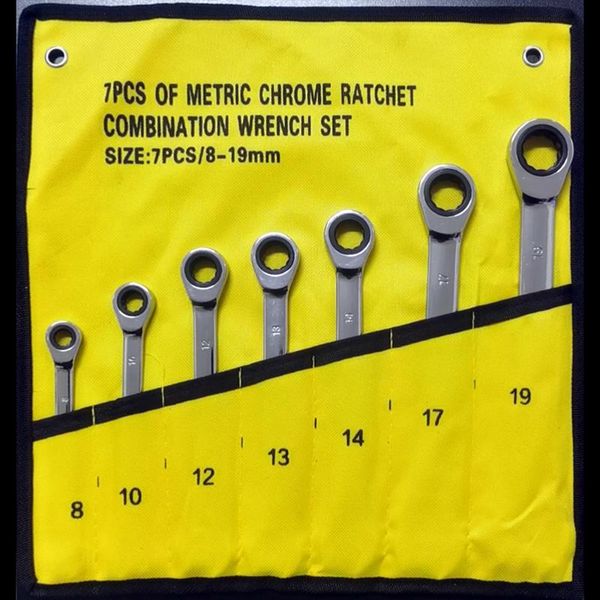 7PCS OF METRIC CHROME RATCHET
COMBINATION WRENCH SET
SIZE:7PCS/8-19mm
8
10
12
13
14
17
19